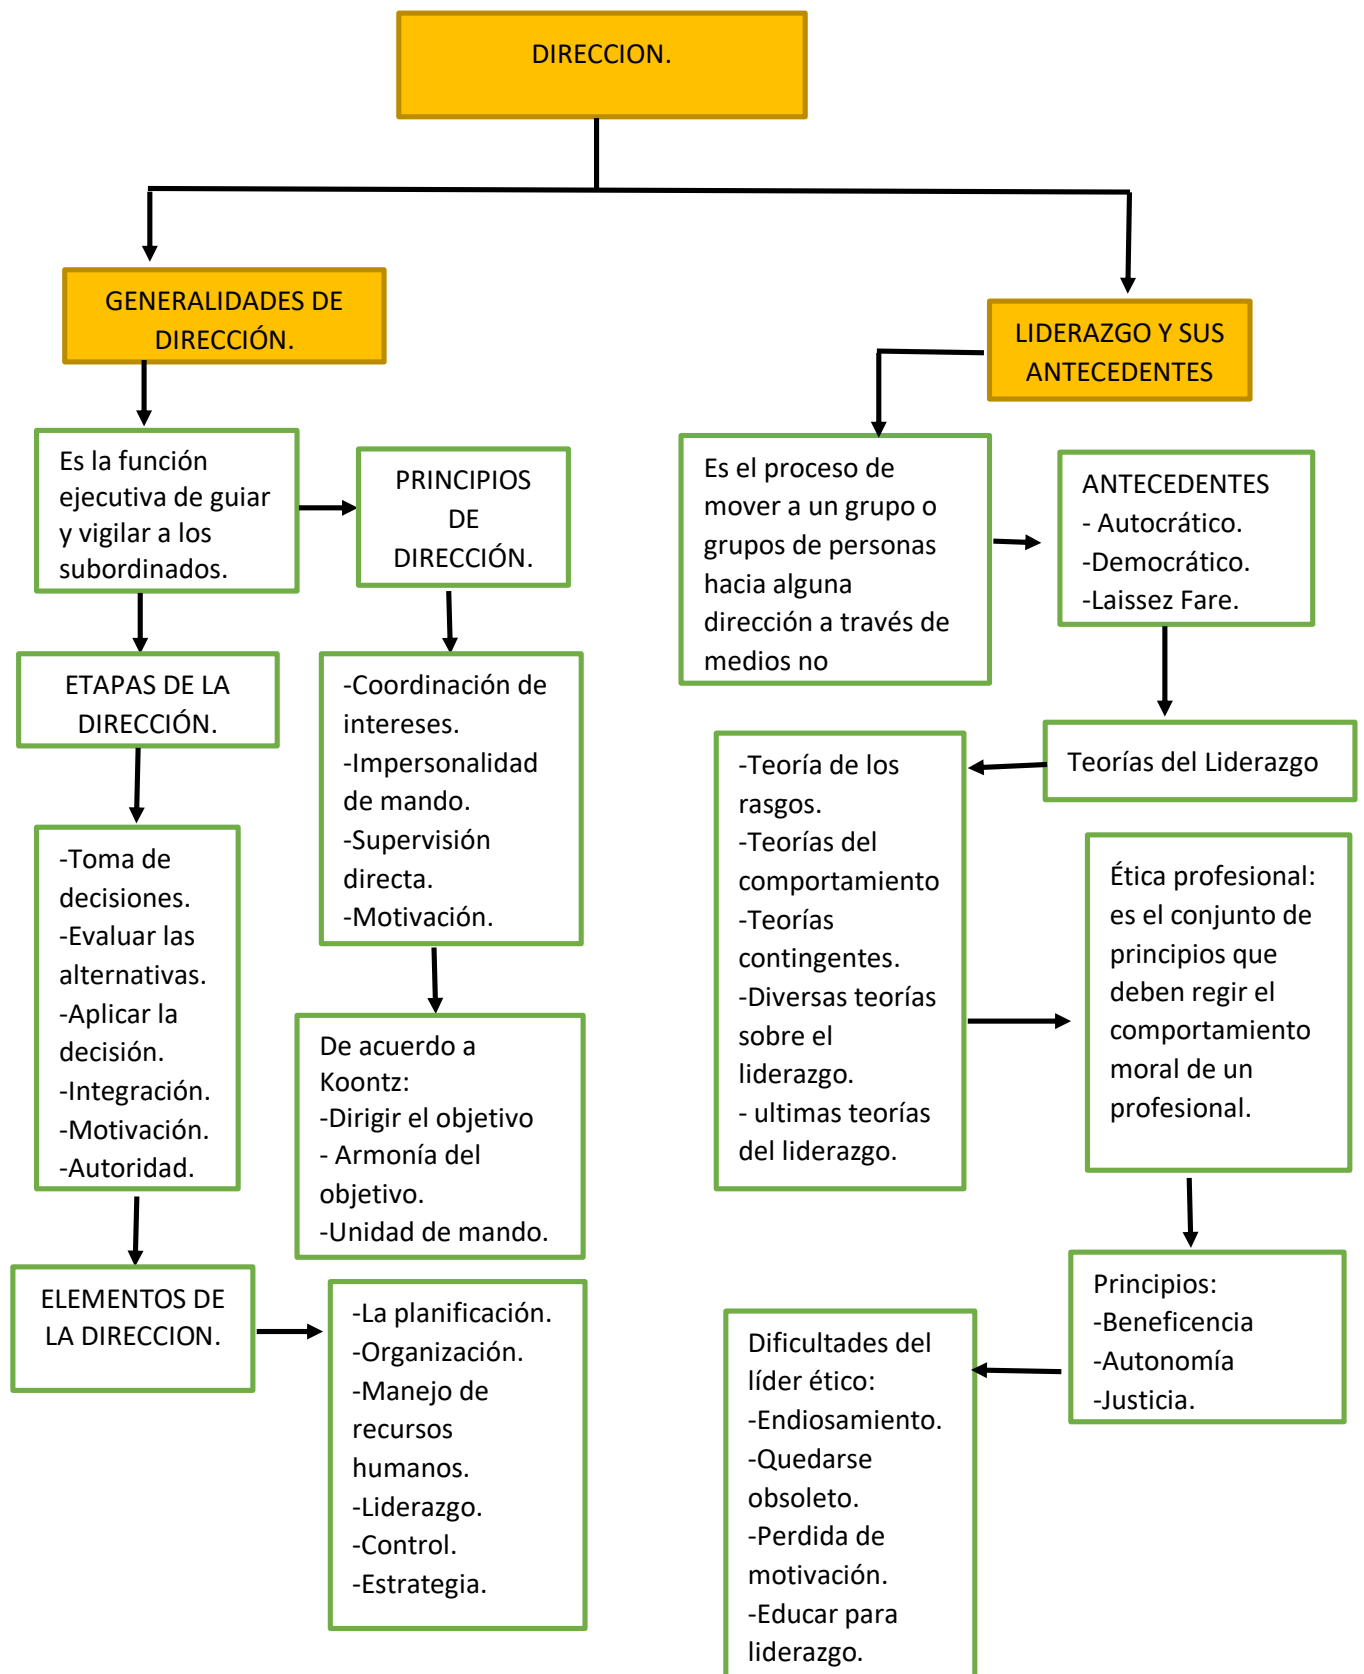 DIRECCION.
GENERALIDADES DE
DIRECCIÓN.
LIDERAZGO Y SUS
ANTECEDENTES
Es la función
ejecutiva de guiar
y vigilar a los
subordinados.
PRINCIPIOS
DE
DIRECCIÓN.
Es el proceso de
mover a un grupo o
grupos de personas
hacia alguna
dirección a través de
medios no
ANTECEDENTES
- Autocrático.
-Democrático.
-Laissez Fare.
ETAPAS DE LA
DIRECCIÓN.
-Coordinación de
intereses.
-Impersonalidad
de mando.
-Supervisión
directa.
-Motivación.
Teorías del Liderazgo
-Teoría de los
rasgos.
-Teorías del
comportamiento
-Teorías
contingentes.
-Diversas teorías
sobre el
liderazgo.
- ultimas teorías
del liderazgo.
-Toma de
decisiones.
-Evaluar las
alternativas.
-Aplicar la
decisión.
-Integración.
-Motivación.
-Autoridad.
Ética profesional:
es el conjunto de
principios que
deben regir el
comportamiento
moral de un
profesional.
De acuerdo a
Koontz:
-Dirigir el objetivo
- Armonía del
objetivo.
-Unidad de mando.
ELEMENTOS DE
LA DIRECCION.
-La planificación.
-Organización.
-Manejo de
recursos
humanos.
-Liderazgo.
-Control.
-Estrategia.
Principios:
-Beneficencia
-Autonomía
-Justicia.
Dificultades del
líder ético:
-Endiosamiento.
-Quedarse
obsoleto.
-Perdida de
motivación.
-Educar para
liderazgo.